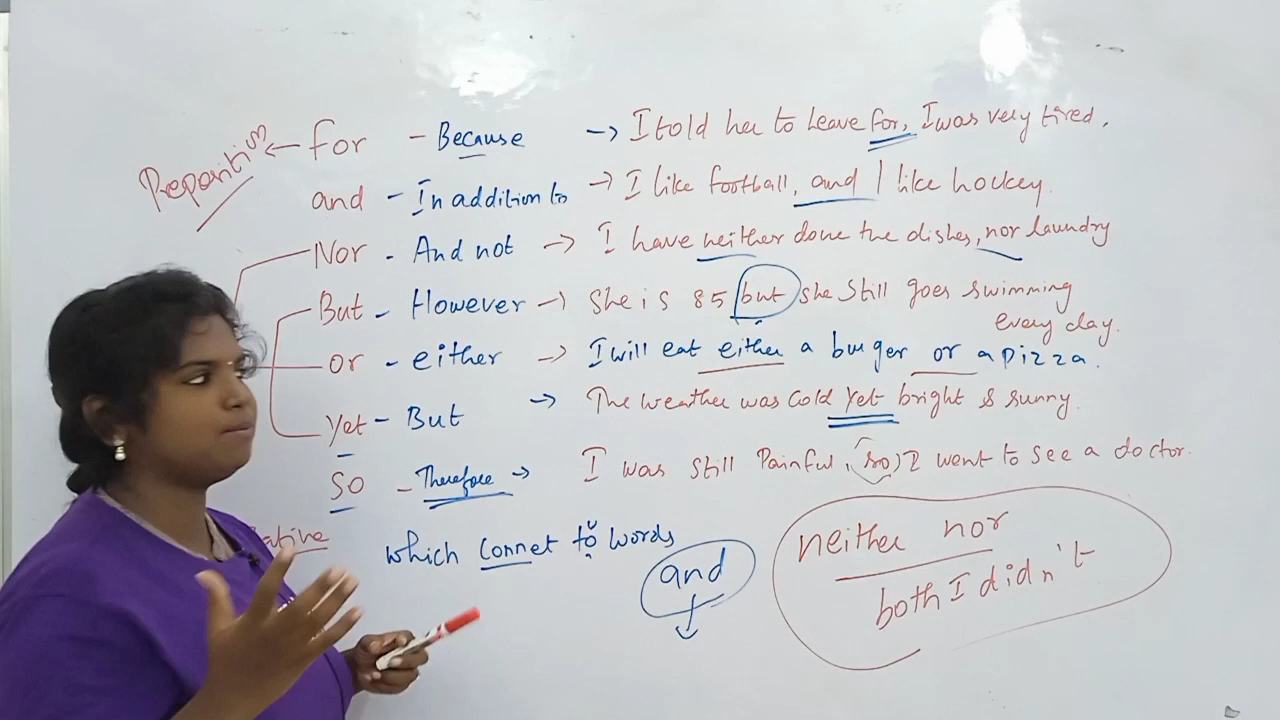 Preposition ← for - Because → I told her to leave for, I was very tired.
and - In addition to → I like football, and I like hockey.
Nor - And not → I have neither done the dishes, nor laundry
But - However → She is 85 but she still goes swimming
every day.
or - either → I will eat either a burger or a pizza.
Yet - But → The weather was cold yet bright & sunny.
So - Therefore → I was still Painful, (so) I went to see a doctor.
which connet to words
and
neither nor
both I didn't